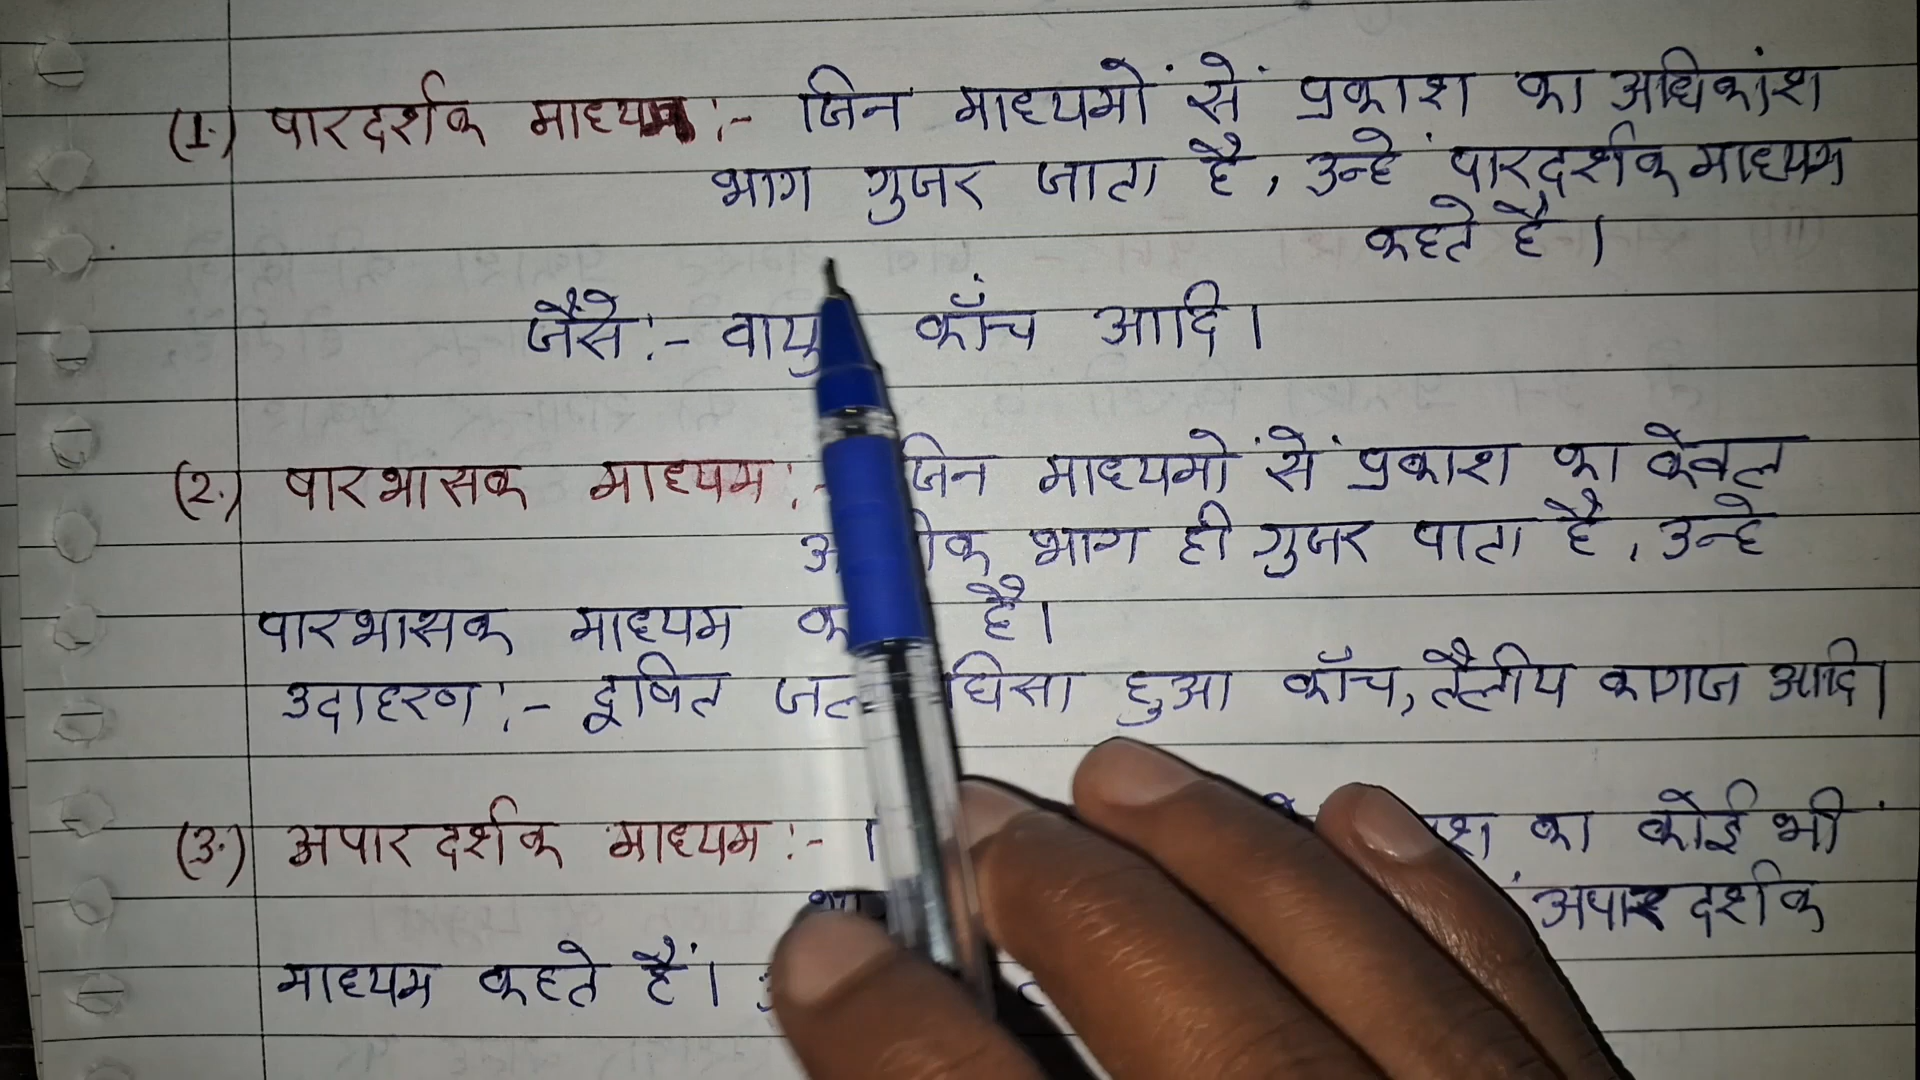 (1.) पारदर्शक माध्यम :- जिन माध्यमों से प्रकाश का अधिकांश
भाग गुजर जाता है, उन्हें पारदर्शक माध्यम
कहते है।
जैसे :- वायु काँच आदि।
(2.) पारभासक माध्यम :- जिन माध्यमों से प्रकाश का केवल
भाग ही गुजर पाता है, उन्हे
पारभासक माध्यम है।
उदाहरण :- दूषित जल घिसा हुआ काँच, तैलीय कागज आदि।
(3.) अपारदर्शक माध्यम :- का कोई भी
अपारदर्शक
माध्यम कहते हैं।